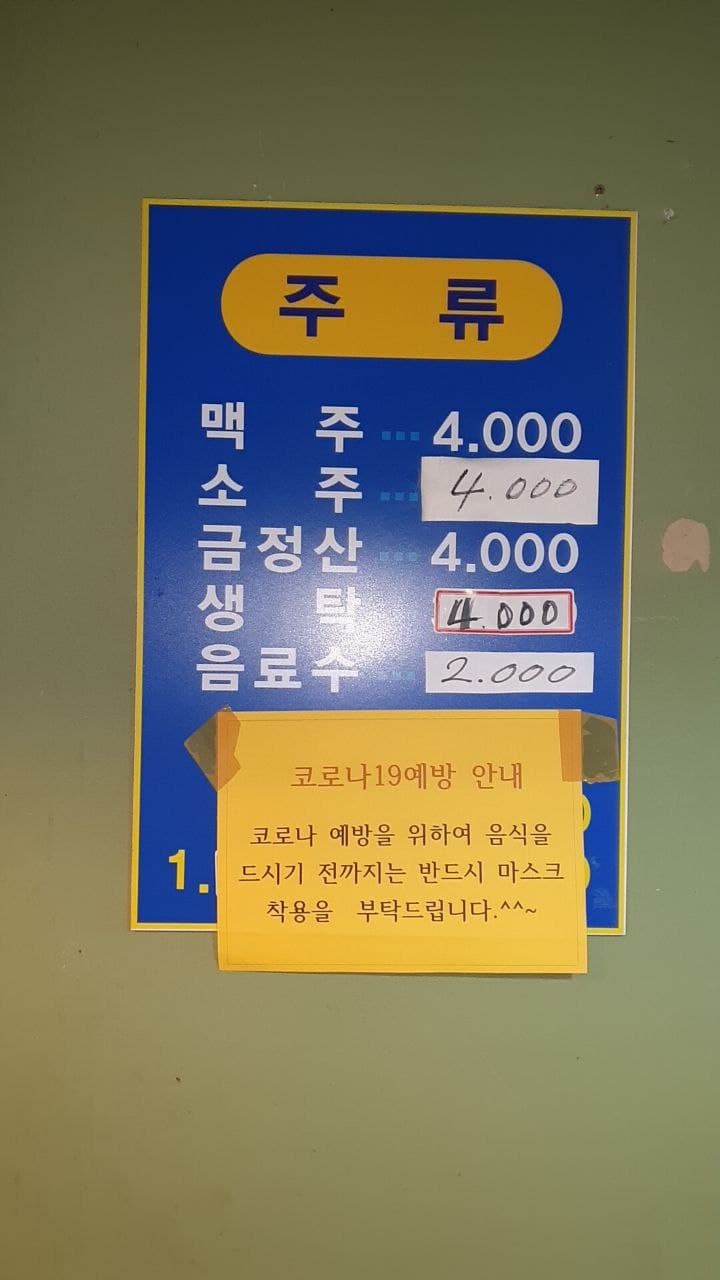 주 류
맥 주 ... 4.000
소 주 ... 4.000
금정산 ... 4.000
생 탁 4.000
음료수 ... 2.000
코로나19예방 안내
코로나 예방을 위하여 음식을
드시기 전까지는 반드시 마스크
착용을 부탁드립니다.^^~
1.